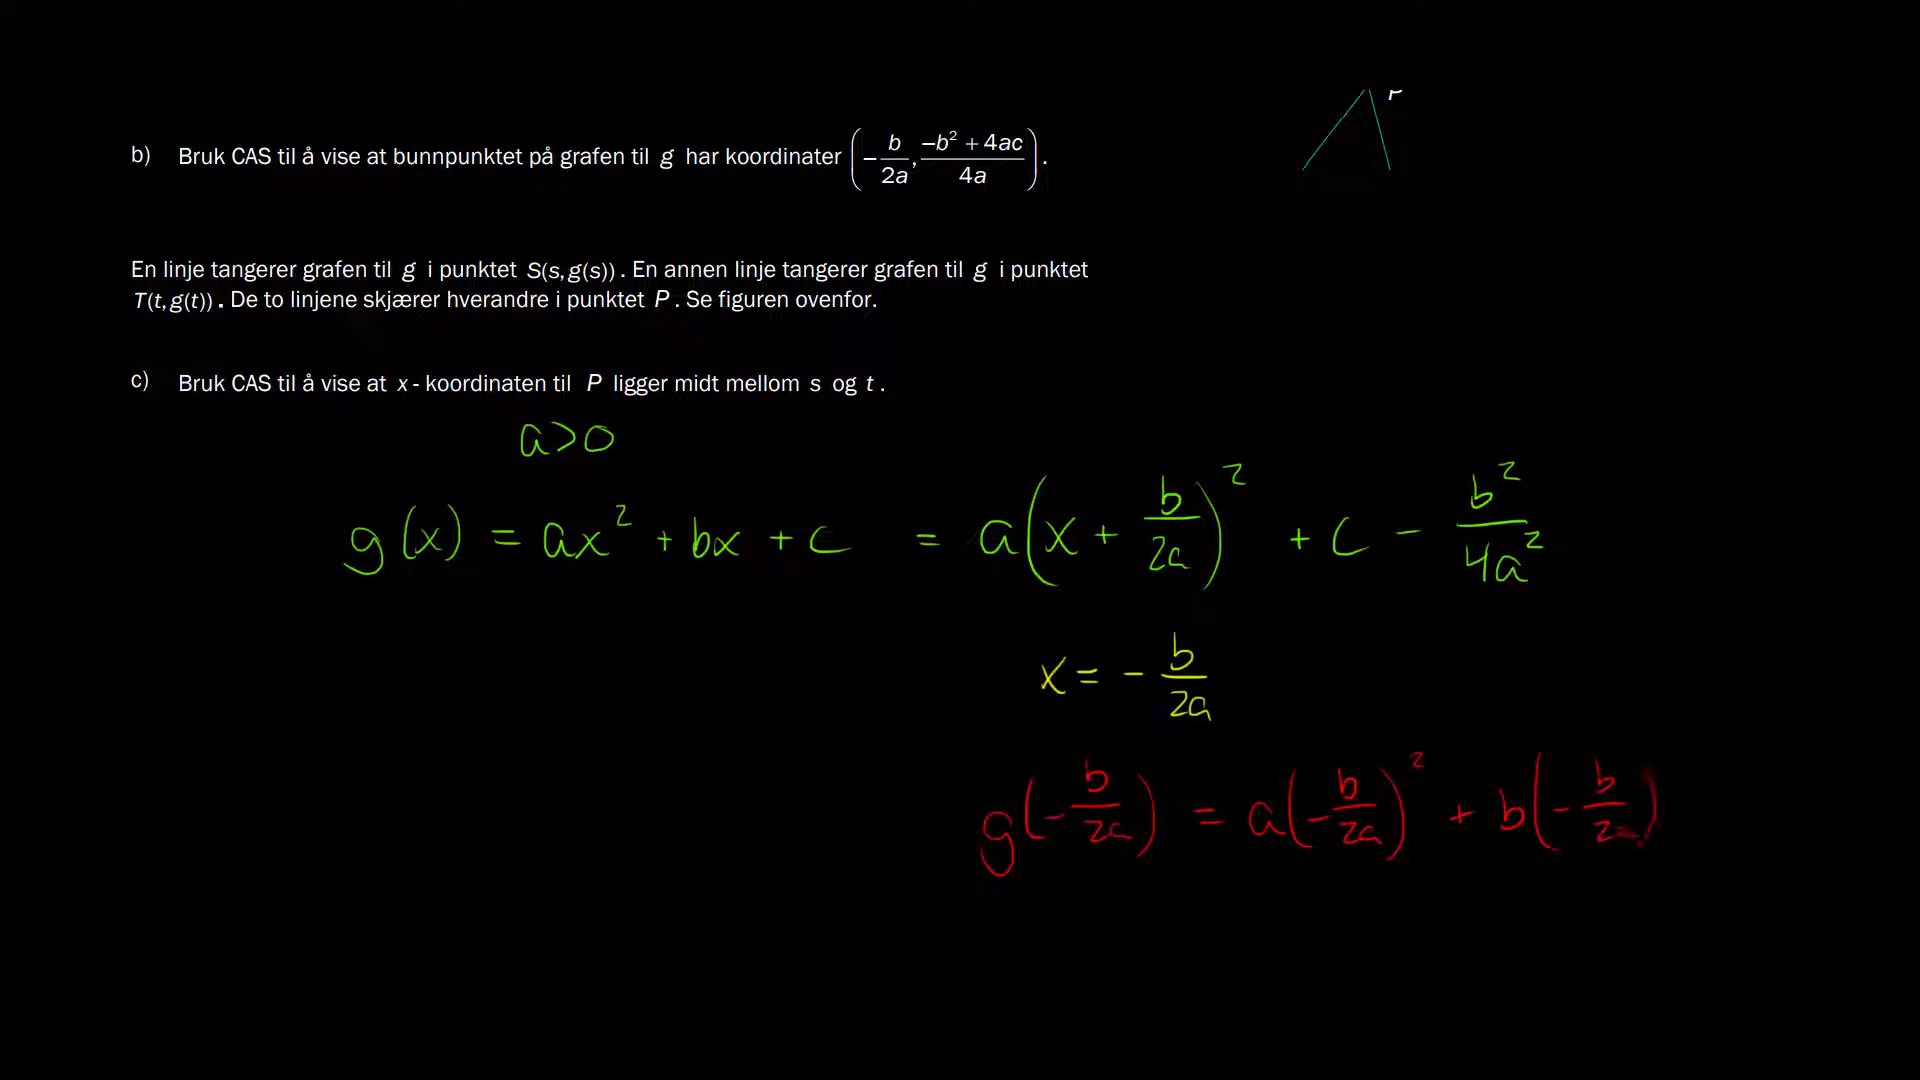 P
b) Bruk CAS til å vise at bunnpunktet på grafen til g har koordinater (-b/2a, (-b² + 4ac)/4a).
En linje tangerer grafen til g i punktet S(s, g(s)). En annen linje tangerer grafen til g i punktet
T(t, g(t)). De to linjene skjærer hverandre i punktet P. Se figuren ovenfor.
c) Bruk CAS til å vise at x- koordinaten til P ligger midt mellom s og t.
a>0
g(x) = ax² + bx + c = a(x + b/2a)² + c - b²/4a²
x = - b/2a
g(-b/2a) = a(-b/2a)² + b(-b/2a)